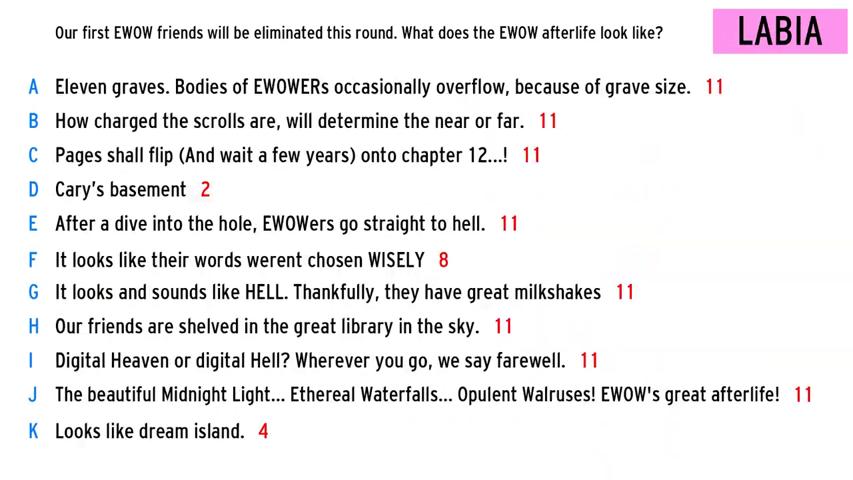 Our first EWOW friends will be eliminated this round. What does the EWOW afterlife look like?
LABIA
A Eleven graves. Bodies of EWOWERs occasionally overflow, because of grave size. 11
B How charged the scrolls are, will determine the near or far. 11
C Pages shall flip (And wait a few years) onto chapter 12...! 11
D Cary's basement 2
E After a dive into the hole, EWOWers go straight to hell. 11
F It looks like their words werent chosen WISELY 8
G It looks and sounds like HELL. Thankfully, they have great milkshakes 11
H Our friends are shelved in the great library in the sky. 11
I Digital Heaven or digital Hell? Wherever you go, we say farewell. 11
J The beautiful Midnight Light... Ethereal Waterfalls... Opulent Walruses! EWOW's great afterlife! 11
K Looks like dream island. 4